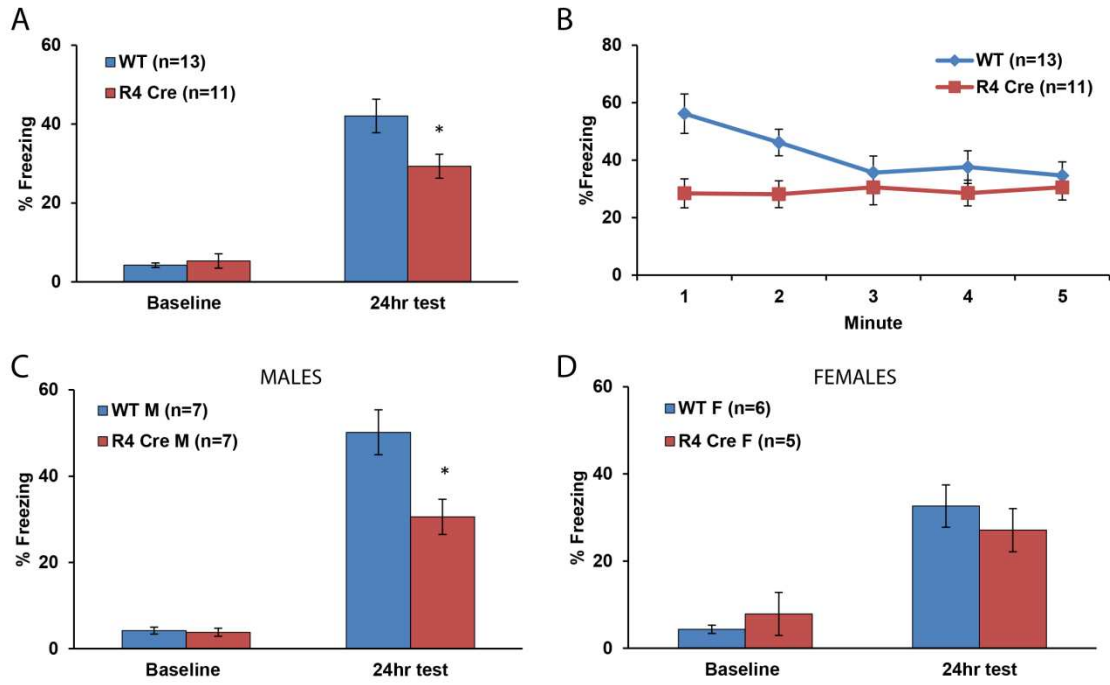 A
60
40
20
0
% Freezing
WT (n=13)
R4 Cre (n=11)
*
Baseline
24hr test
B
80
60
40
20
0
%Freezing
WT (n=13)
R4 Cre (n=11)
1 2 3 4 5
Minute
C
MALES
60
40
20
0
% Freezing
WT M (n=7)
R4 Cre M (n=7)
*
Baseline
24hr test
D
FEMALES
60
40
20
0
% Freezing
WT F (n=6)
R4 Cre F (n=5)
Baseline
24hr test